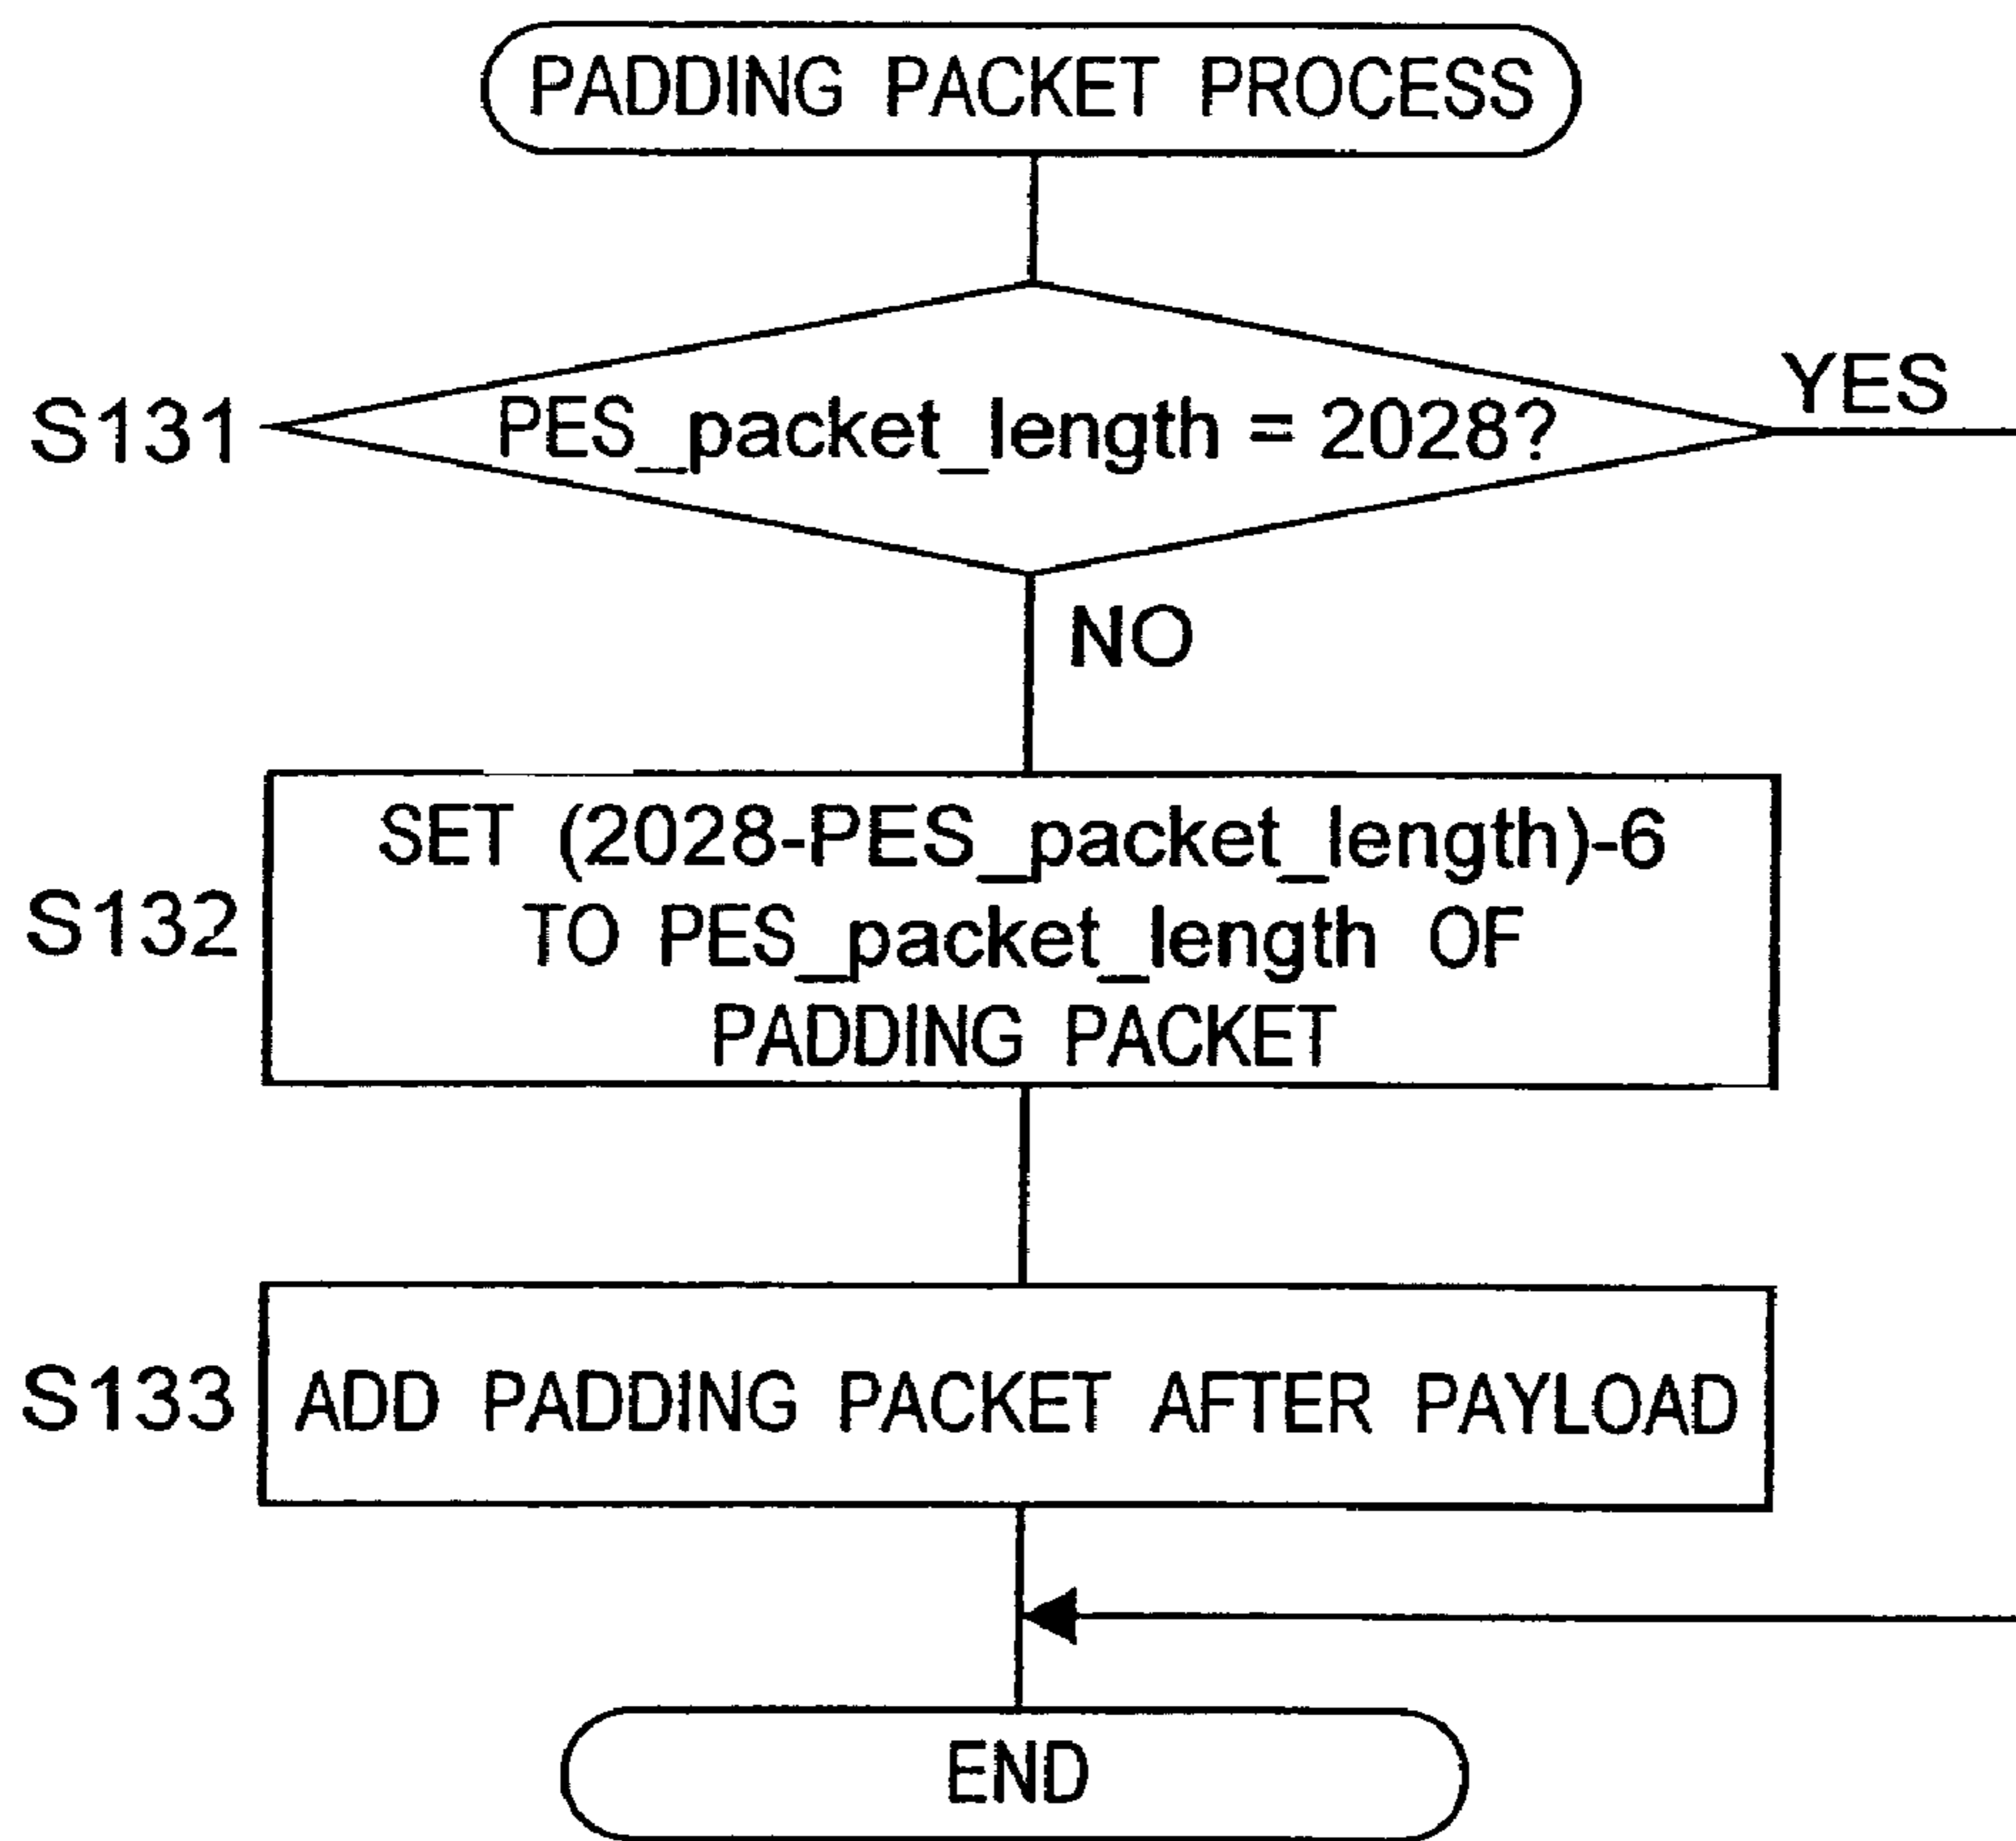 PADDING PACKET PROCESS
S131
PES_packet_length = 2028?
YES
NO
S132
SET (2028-PES_packet_length)-6
TO PES_packet_length OF
PADDING PACKET
S133
ADD PADDING PACKET AFTER PAYLOAD
END